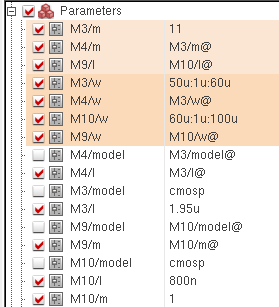 Parameters
M3/m 11
M4/m M3/m@
M9/l M10/l@
M3/w 50u:1u:60u
M4/w M3/w@
M10/w 60u:1u:100u
M9/w M10/w@
M4/model M3/model@
M4/l M3/l@
M3/model cmosp
M3/l 1.95u
M9/model M10/model@
M9/m M10/m@
M10/model cmosp
M10/l 800n
M10/m 1